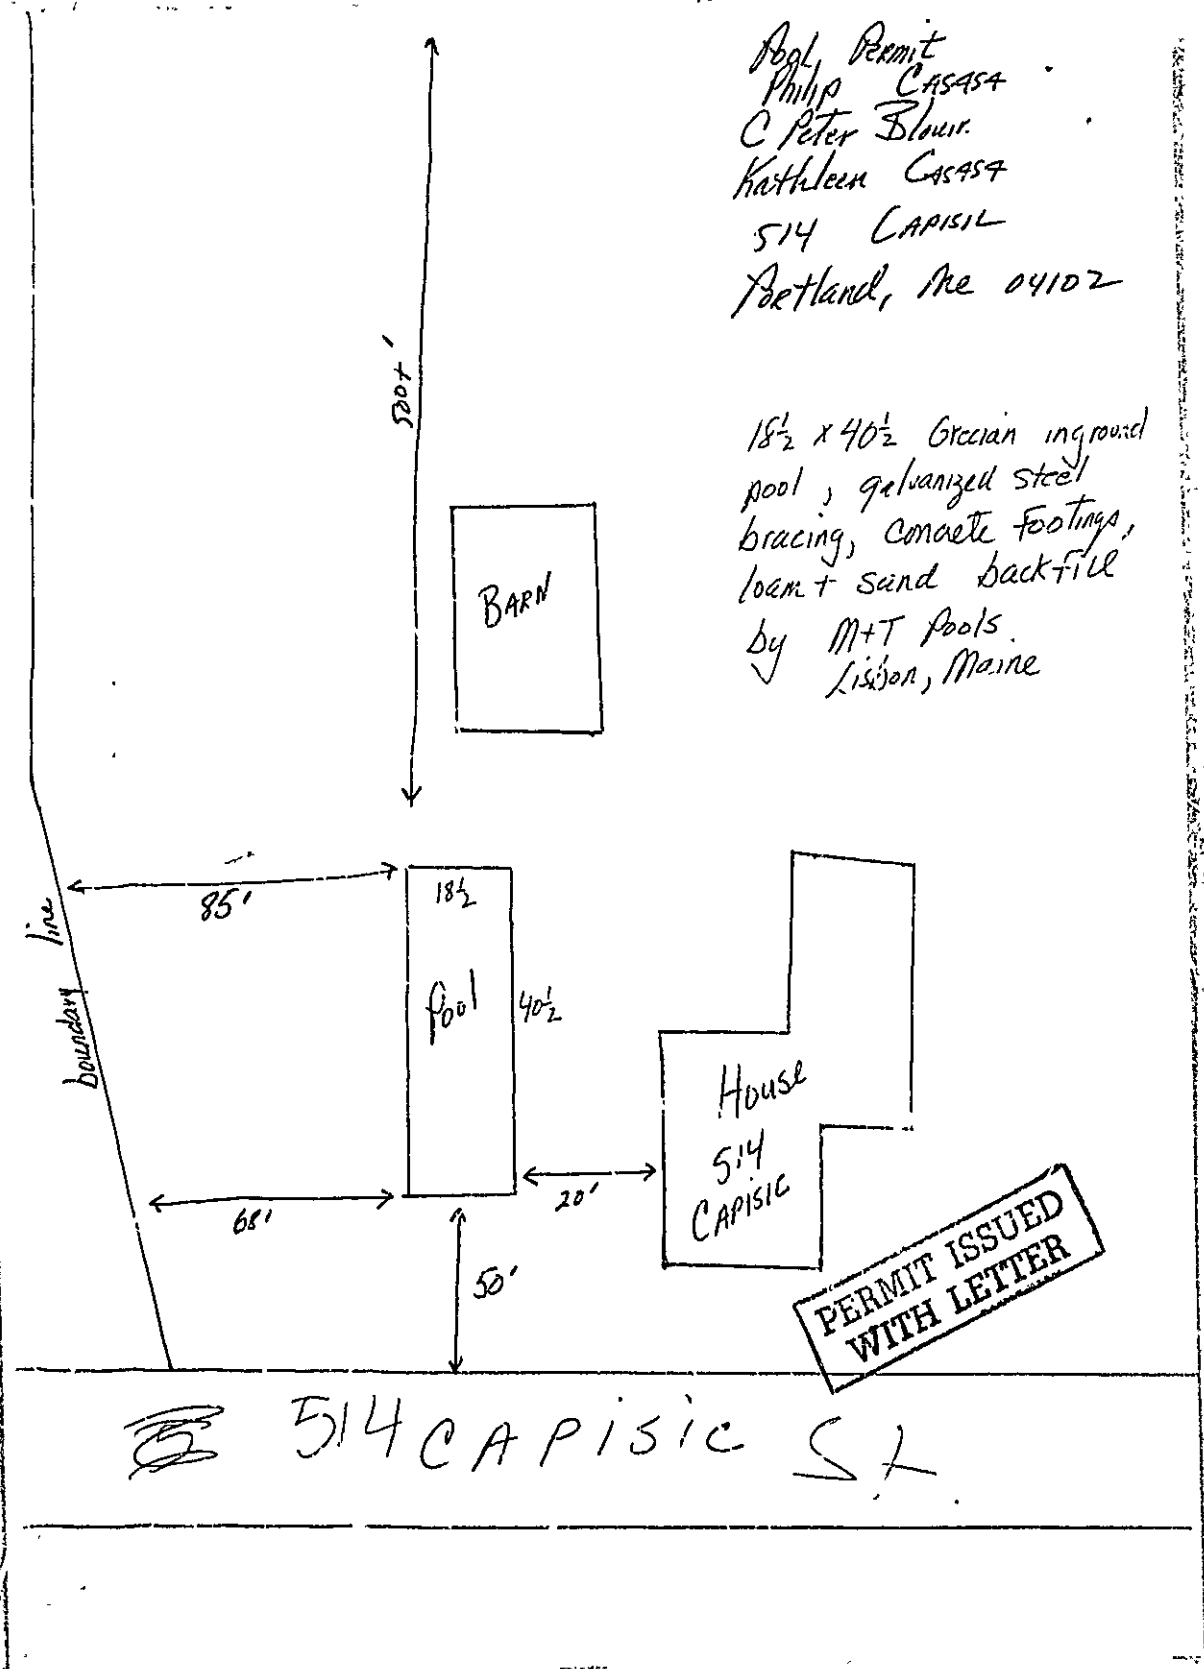 Pool Permit
Philip CASASA
C Peter Blouin
Kathleen CASASA
514 CAPISIC
Portland, Me 04102
500+'
18½ x 40½ Grecian inground
pool, galvanized steel
bracing, concrete footings,
loam + sand backfill
by M+T Pools
Lisbon, Maine
BARN
85'
18½
boundary line
Pool
40½
House
514
CAPISIC
68'
20'
50'
PERMIT ISSUED
WITH LETTER
514 CAPISIC St.